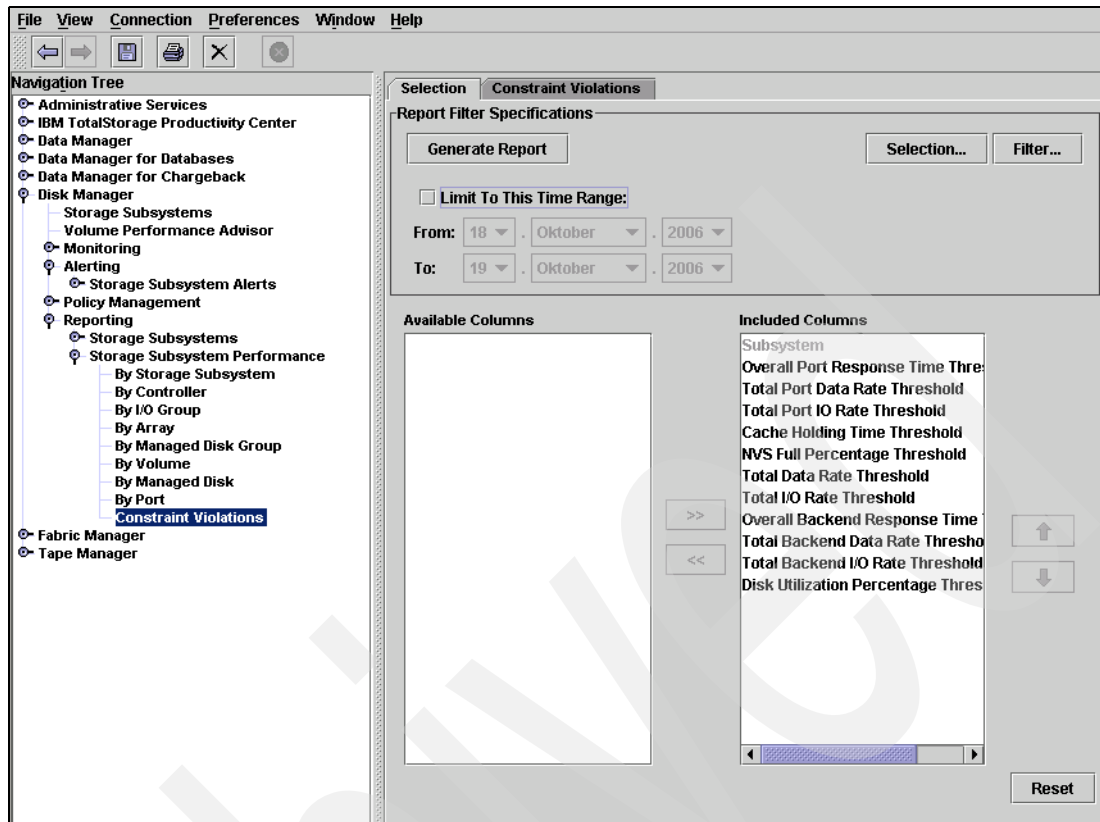 File View Connection Preferences Window Help
Navigation Tree
Administrative Services
IBM TotalStorage Productivity Center
Data Manager
Data Manager for Databases
Data Manager for Chargeback
Disk Manager
Storage Subsystems
Volume Performance Advisor
Monitoring
Alerting
Storage Subsystem Alerts
Policy Management
Reporting
Storage Subsystems
Storage Subsystem Performance
By Storage Subsystem
By Controller
By I/O Group
By Array
By Managed Disk Group
By Volume
By Managed Disk
By Port
Constraint Violations
Fabric Manager
Tape Manager
Selection Constraint Violations
Report Filter Specifications
Generate Report Selection... Filter...
Limit To This Time Range:
From: 18 . Oktober . 2006
To: 19 . Oktober . 2006
Available Columns
>>
<<
Included Columns
Subsystem
Overall Port Response Time Thre
Total Port Data Rate Threshold
Total Port IO Rate Threshold
Cache Holding Time Threshold
NVS Full Percentage Threshold
Total Data Rate Threshold
Total I/O Rate Threshold
Overall Backend Response Time
Total Backend Data Rate Thresho
Total Backend I/O Rate Threshold
Disk Utilization Percentage Thres
Reset